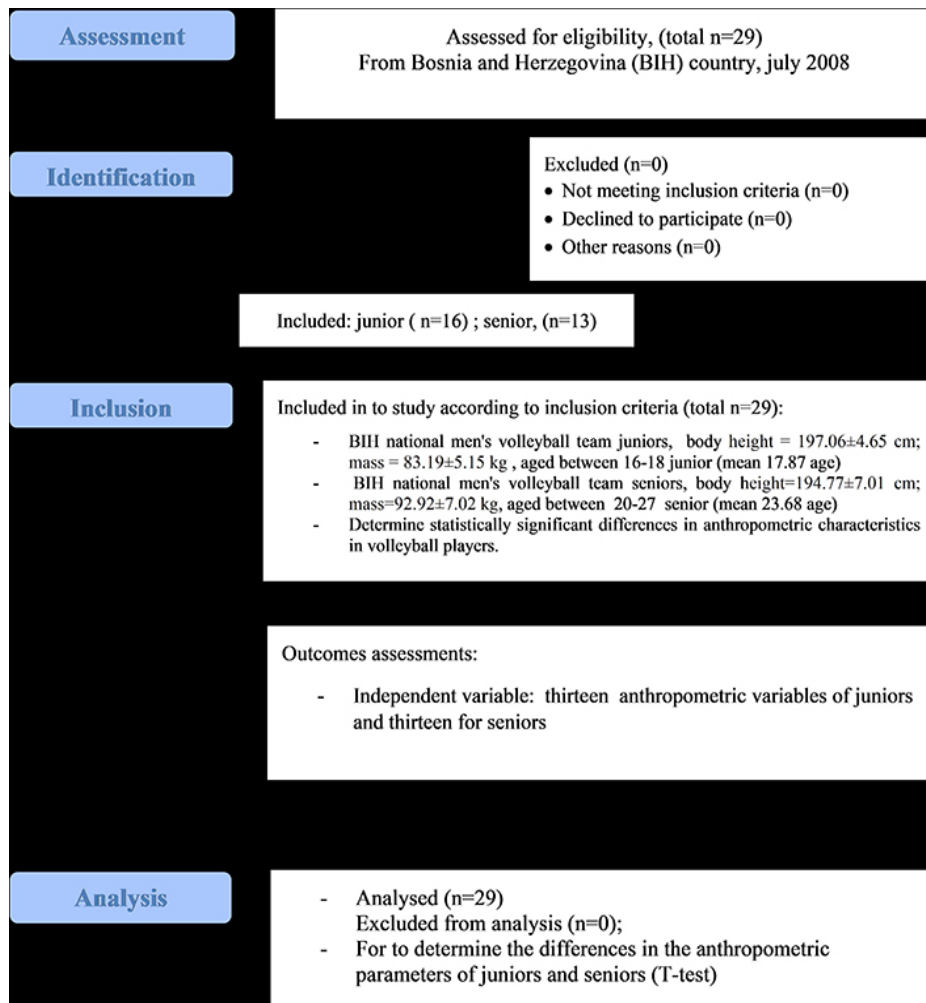 Assessment
Assessed for eligibility, (total n=29)
From Bosnia and Herzegovina (BIH) country, july 2008
Identification
Excluded (n=0)
• Not meeting inclusion criteria (n=0)
• Declined to participate (n=0)
• Other reasons (n=0)
Included: junior ( n=16) ; senior, (n=13)
Inclusion
Included in to study according to inclusion criteria (total n=29):
- BIH national men's volleyball team juniors, body height = 197.06±4.65 cm;
mass = 83.19±5.15 kg , aged between 16-18 junior (mean 17.87 age)
- BIH national men's volleyball team seniors, body height=194.77±7.01 cm;
mass=92.92±7.02 kg, aged between 20-27 senior (mean 23.68 age)
- Determine statistically significant differences in anthropometric characteristics
in volleyball players.
Outcomes assessments:
- Independent variable: thirteen anthropometric variables of juniors
and thirteen for seniors
Analysis
- Analysed (n=29)
Excluded from analysis (n=0);
- For to determine the differences in the anthropometric
parameters of juniors and seniors (T-test)